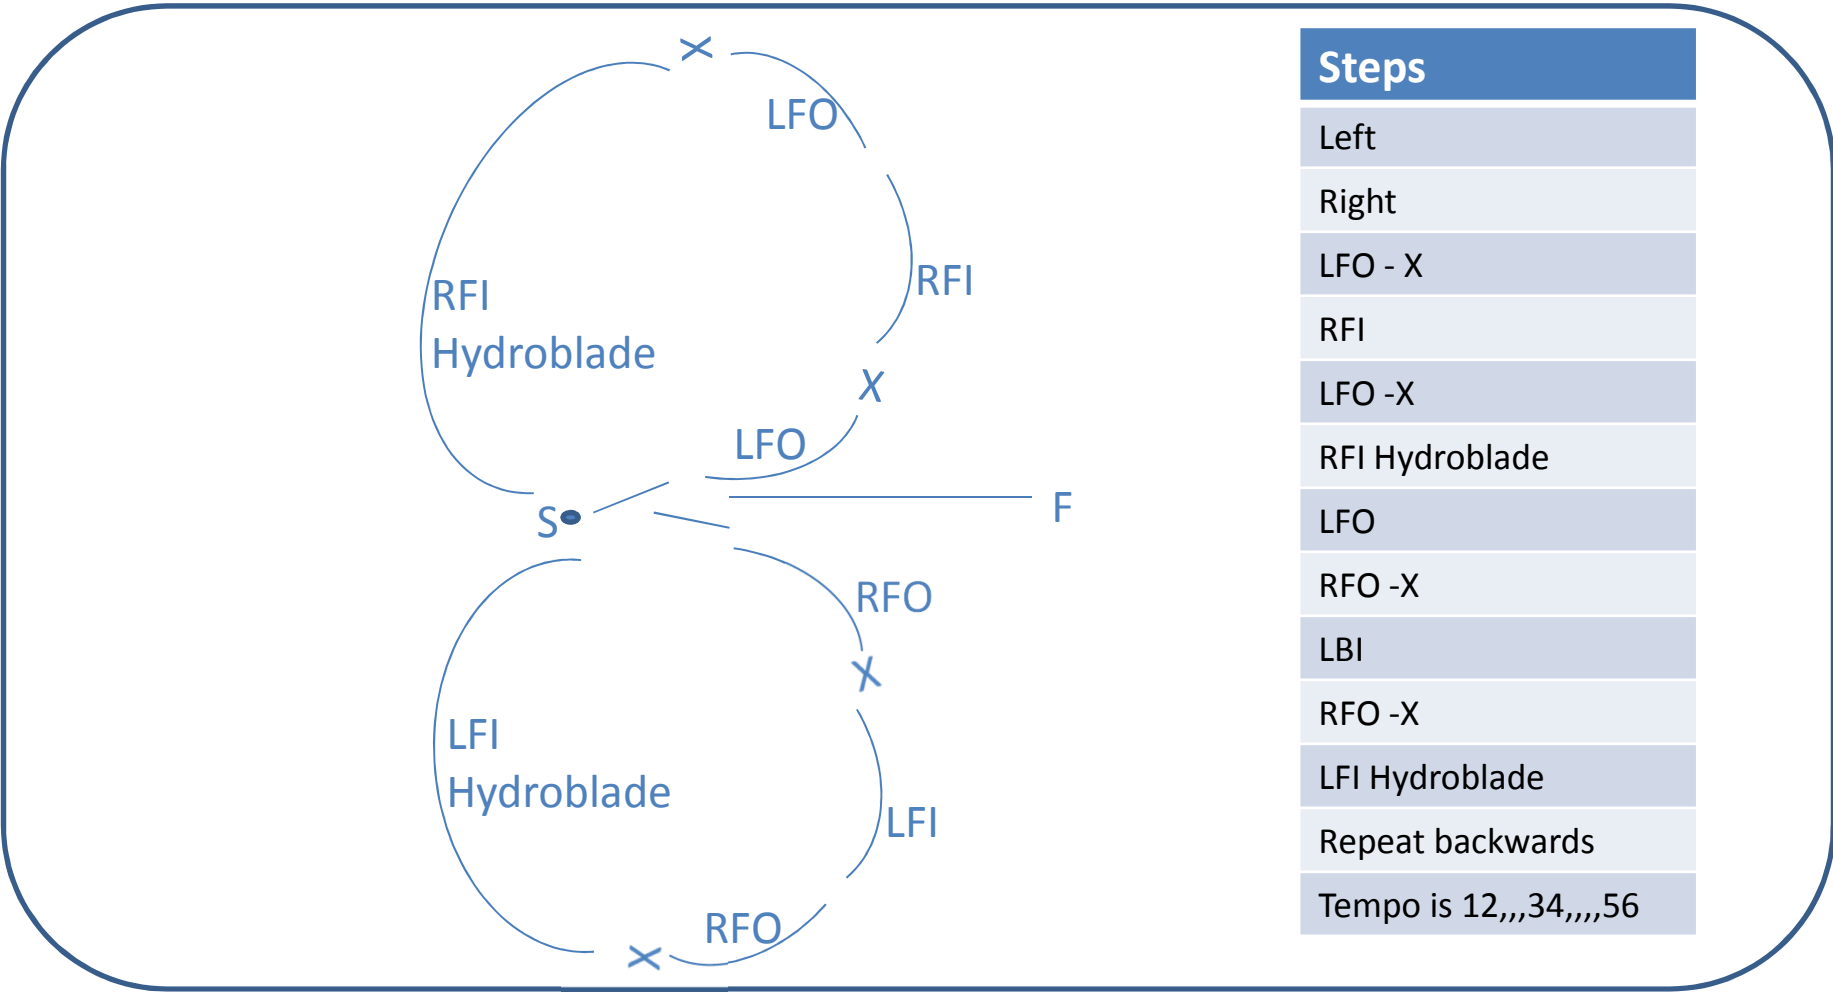 X
LFO
RFI
Hydroblade
RFI
X
LFO
S
F
RFO
X
LFI
Hydroblade
LFI
RFO
X
Steps
Left
Right
LFO - X
RFI
LFO -X
RFI Hydroblade
LFO
RFO -X
LBI
RFO -X
LFI Hydroblade
Repeat backwards
Tempo is 12,,,34,,,,56